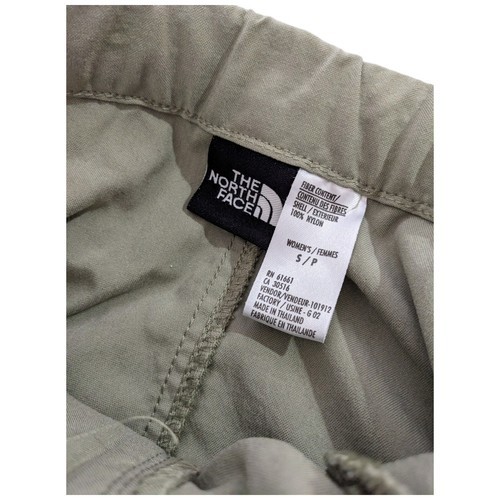 THE
NORTH
FACE
FIBER CONTENT/
CONTENU DES FIBRES
SHELL/EXTÉRIEUR
100% NYLON
WOMEN'S/FEMMES
S/P
RN 61661
CA 30516
VENDOR/VENDEUR-101912
FACTORY/USINE-G 02
MADE IN THAILAND
FABRIQUE EN THAILANDE